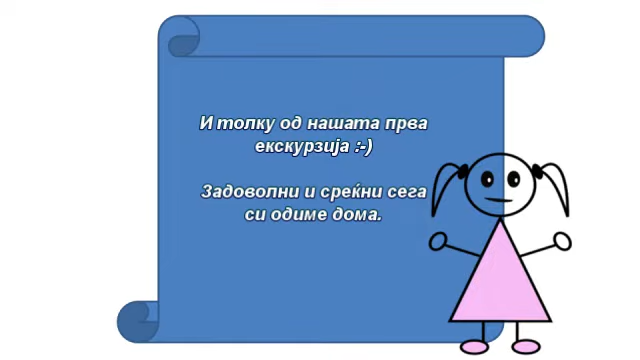 И толку од нашата прва
екскурзија :-)
Задоволни и среќни сега
си одиме дома.